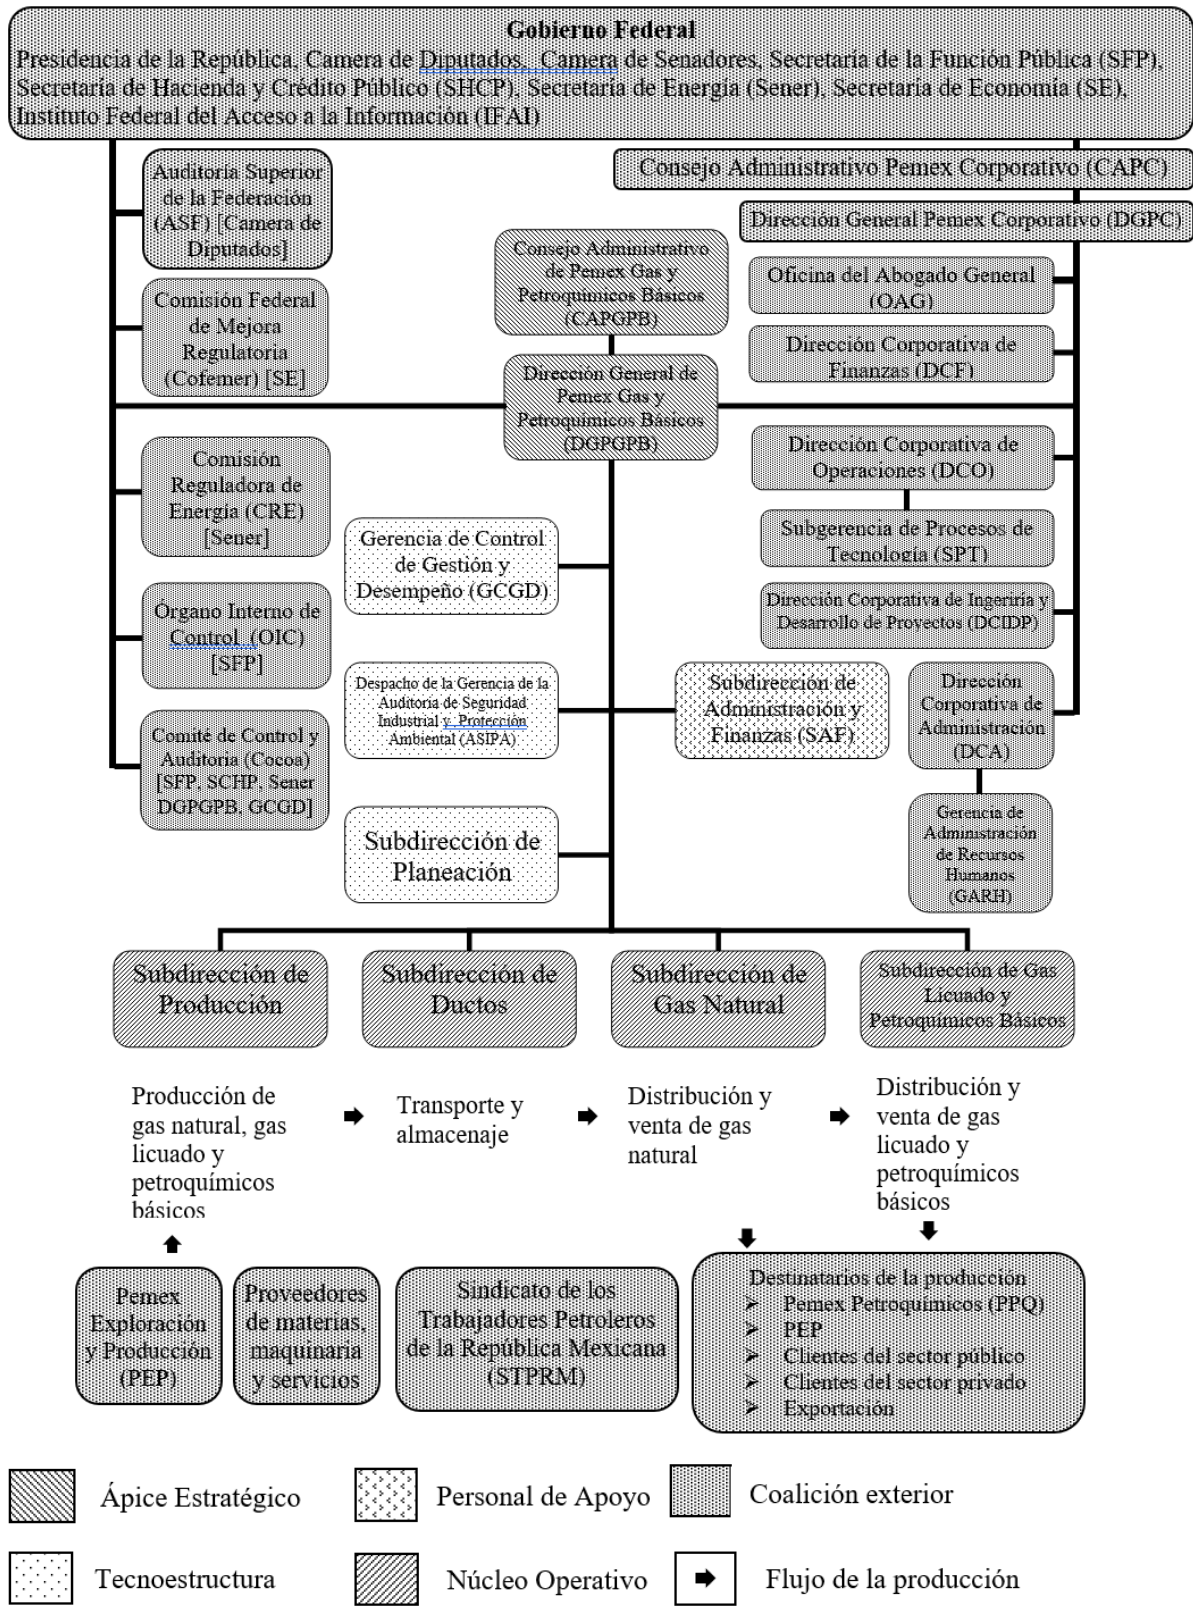 Gobierno Federal
Presidencia de la República, Camera de Diputados, Camera de Senadores, Secretaría de la Función Pública (SFP),
Secretaría de Hacienda y Crédito Público (SHCP), Secretaría de Energía (Sener), Secretaría de Economía (SE),
Instituto Federal del Acceso a la Información (IFAI)
Auditoría Superior
de la Federación
(ASF) [Camera de
Diputados]
Consejo Administrativo Pemex Corporativo (CAPC)
Dirección General Pemex Corporativo (DGPC)
Consejo Administrativo
de Pemex Gas y
Petroquímicos Básicos
(CAPGPB)
Oficina del Abogado General
(OAG)
Comisión Federal
de Mejora
Regulatoria
(Cofemer) [SE]
Dirección Corporativa de
Finanzas (DCF)
Dirección General de
Pemex Gas y
Petroquímicos Básicos
(DGPGPB)
Comisión
Reguladora de
Energía (CRE)
[Sener]
Dirección Corporativa de
Operaciones (DCO)
Subgerencia de Procesos de
Tecnología (SPT)
Gerencia de Control
de Gestión y
Desempeño (GCGD)
Órgano Interno de
Control (OIC)
[SFP]
Dirección Corporativa de Ingeriría y
Desarrollo de Proyectos (DCIDP)
Despacho de la Gerencia de la
Auditoría de Seguridad
Industrial y Protección
Ambiental (ASIPA)
Subdirección de
Administración y
Finanzas (SAF)
Dirección
Corporativa de
Administración
(DCA)
Comité de Control y
Auditoria (Cocoa)
[SFP, SCHP, Sener
DGPGPB, GCGD]
Gerencia de
Administración
de Recursos
Humanos
(GARH)
Subdirección de
Planeación
Subdirección de
Producción
Subdirección de
Ductos
Subdirección de
Gas Natural
Subdirección de Gas
Licuado y
Petroquímicos Básicos
Producción de
gas natural, gas
licuado y
petroquímicos
básicos
Transporte y
almacenaje
Distribución y
venta de gas
natural
Distribución y
venta de gas
licuado y
petroquímicos
básicos
Pemex
Exploración
y Producción
(PEP)
Proveedores
de materias,
maquinaria
y servicios
Sindicato de los
Trabajadores Petroleros
de la República Mexicana
(STPRM)
Destinatarios de la producción
➢ Pemex Petroquímicos (PPQ)
➢ PEP
➢ Clientes del sector público
➢ Clientes del sector privado
➢ Exportación
Ápice Estratégico
Personal de Apoyo
Coalición exterior
Tecnoestructura
Núcleo Operativo
Flujo de la producción